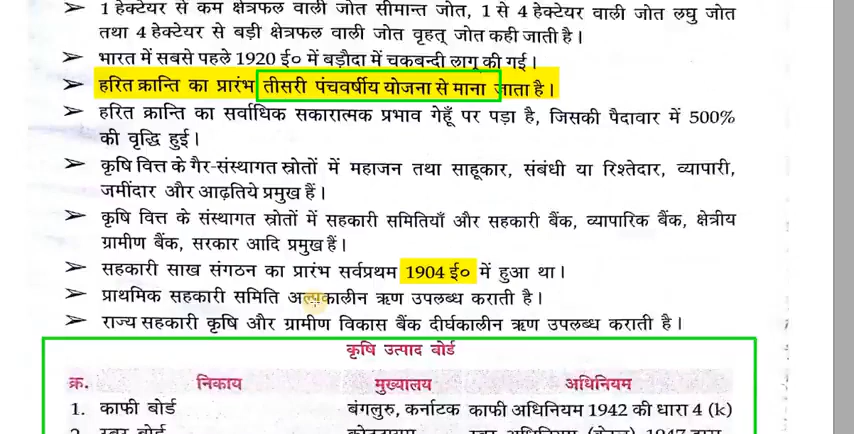 ➢ 1 हेक्टेयर से कम क्षेत्रफल वाली जोत सीमान्त जोत, 1 से 4 हेक्टेयर वाली जोत लघु जोत
तथा 4 हेक्टेयर से बड़ी क्षेत्रफल वाली जोत वृहत् जोत कही जाती है।
➢ भारत में सबसे पहले 1920 ई० में बड़ौदा में चकबन्दी लागू की गई।
➢ हरित क्रान्ति का प्रारंभ तीसरी पंचवर्षीय योजना से माना जाता है।
➢ हरित क्रान्ति का सर्वाधिक सकारात्मक प्रभाव गेहूँ पर पड़ा है, जिसकी पैदावार में 500%
की वृद्धि हुई।
➢ कृषि वित्त के गैर-संस्थागत स्रोतों में महाजन तथा साहूकार, संबंधी या रिश्तेदार, व्यापारी,
जमींदार और आढ़तिये प्रमुख हैं।
➢ कृषि वित्त के संस्थागत स्रोतों में सहकारी समितियाँ और सहकारी बैंक, व्यापारिक बैंक, क्षेत्रीय
ग्रामीण बैंक, सरकार आदि प्रमुख हैं।
➢ सहकारी साख संगठन का प्रारंभ सर्वप्रथम 1904 ई० में हुआ था।
➢ प्राथमिक सहकारी समिति अल्पकालीन ऋण उपलब्ध कराती है।
➢ राज्य सहकारी कृषि और ग्रामीण विकास बैंक दीर्घकालीन ऋण उपलब्ध कराती है।
कृषि उत्पाद बोर्ड
क्र. निकाय मुख्यालय अधिनियम
1. काफी बोर्ड बंगलुरु, कर्नाटक काफी अधिनियम 1942 की धारा 4 (k)